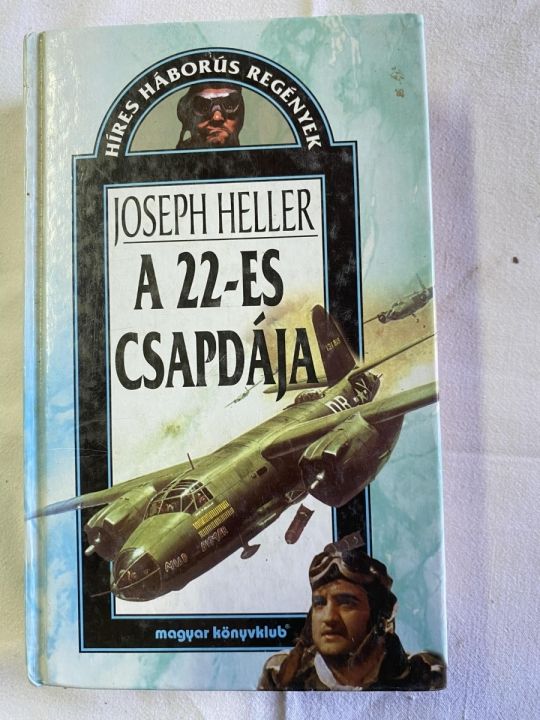 HÍRES HÁBORÚS REGÉNYEK
JOSEPH HELLER
A 22-ES
CSAPDÁJA
magyar könyvklub